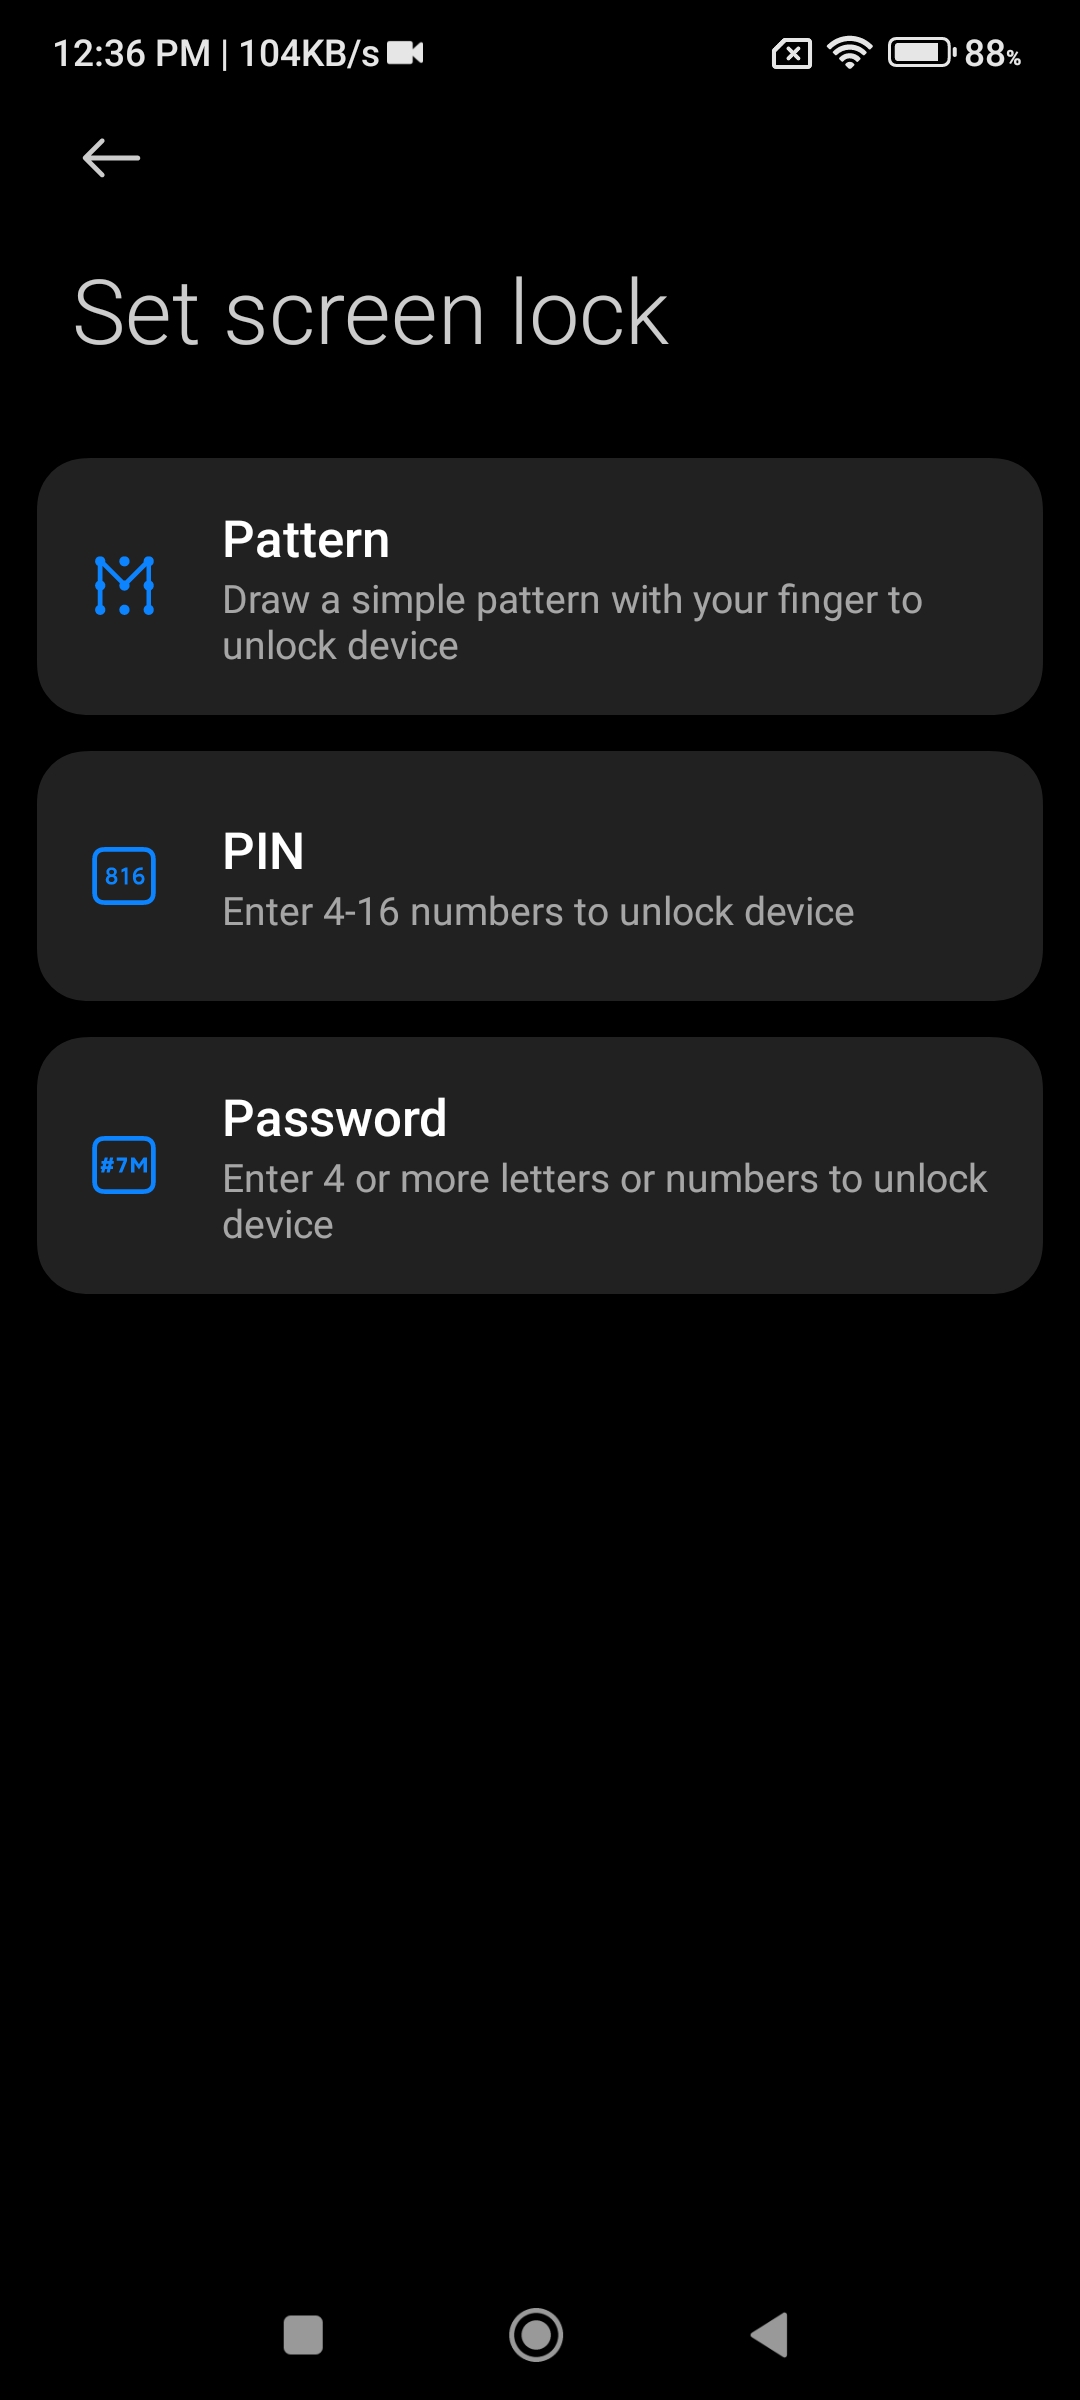 12:36 PM | 104KB/s 88%
Set screen lock
Pattern
Draw a simple pattern with your finger to
unlock device
816
PIN
Enter 4-16 numbers to unlock device
#7M
Password
Enter 4 or more letters or numbers to unlock
device